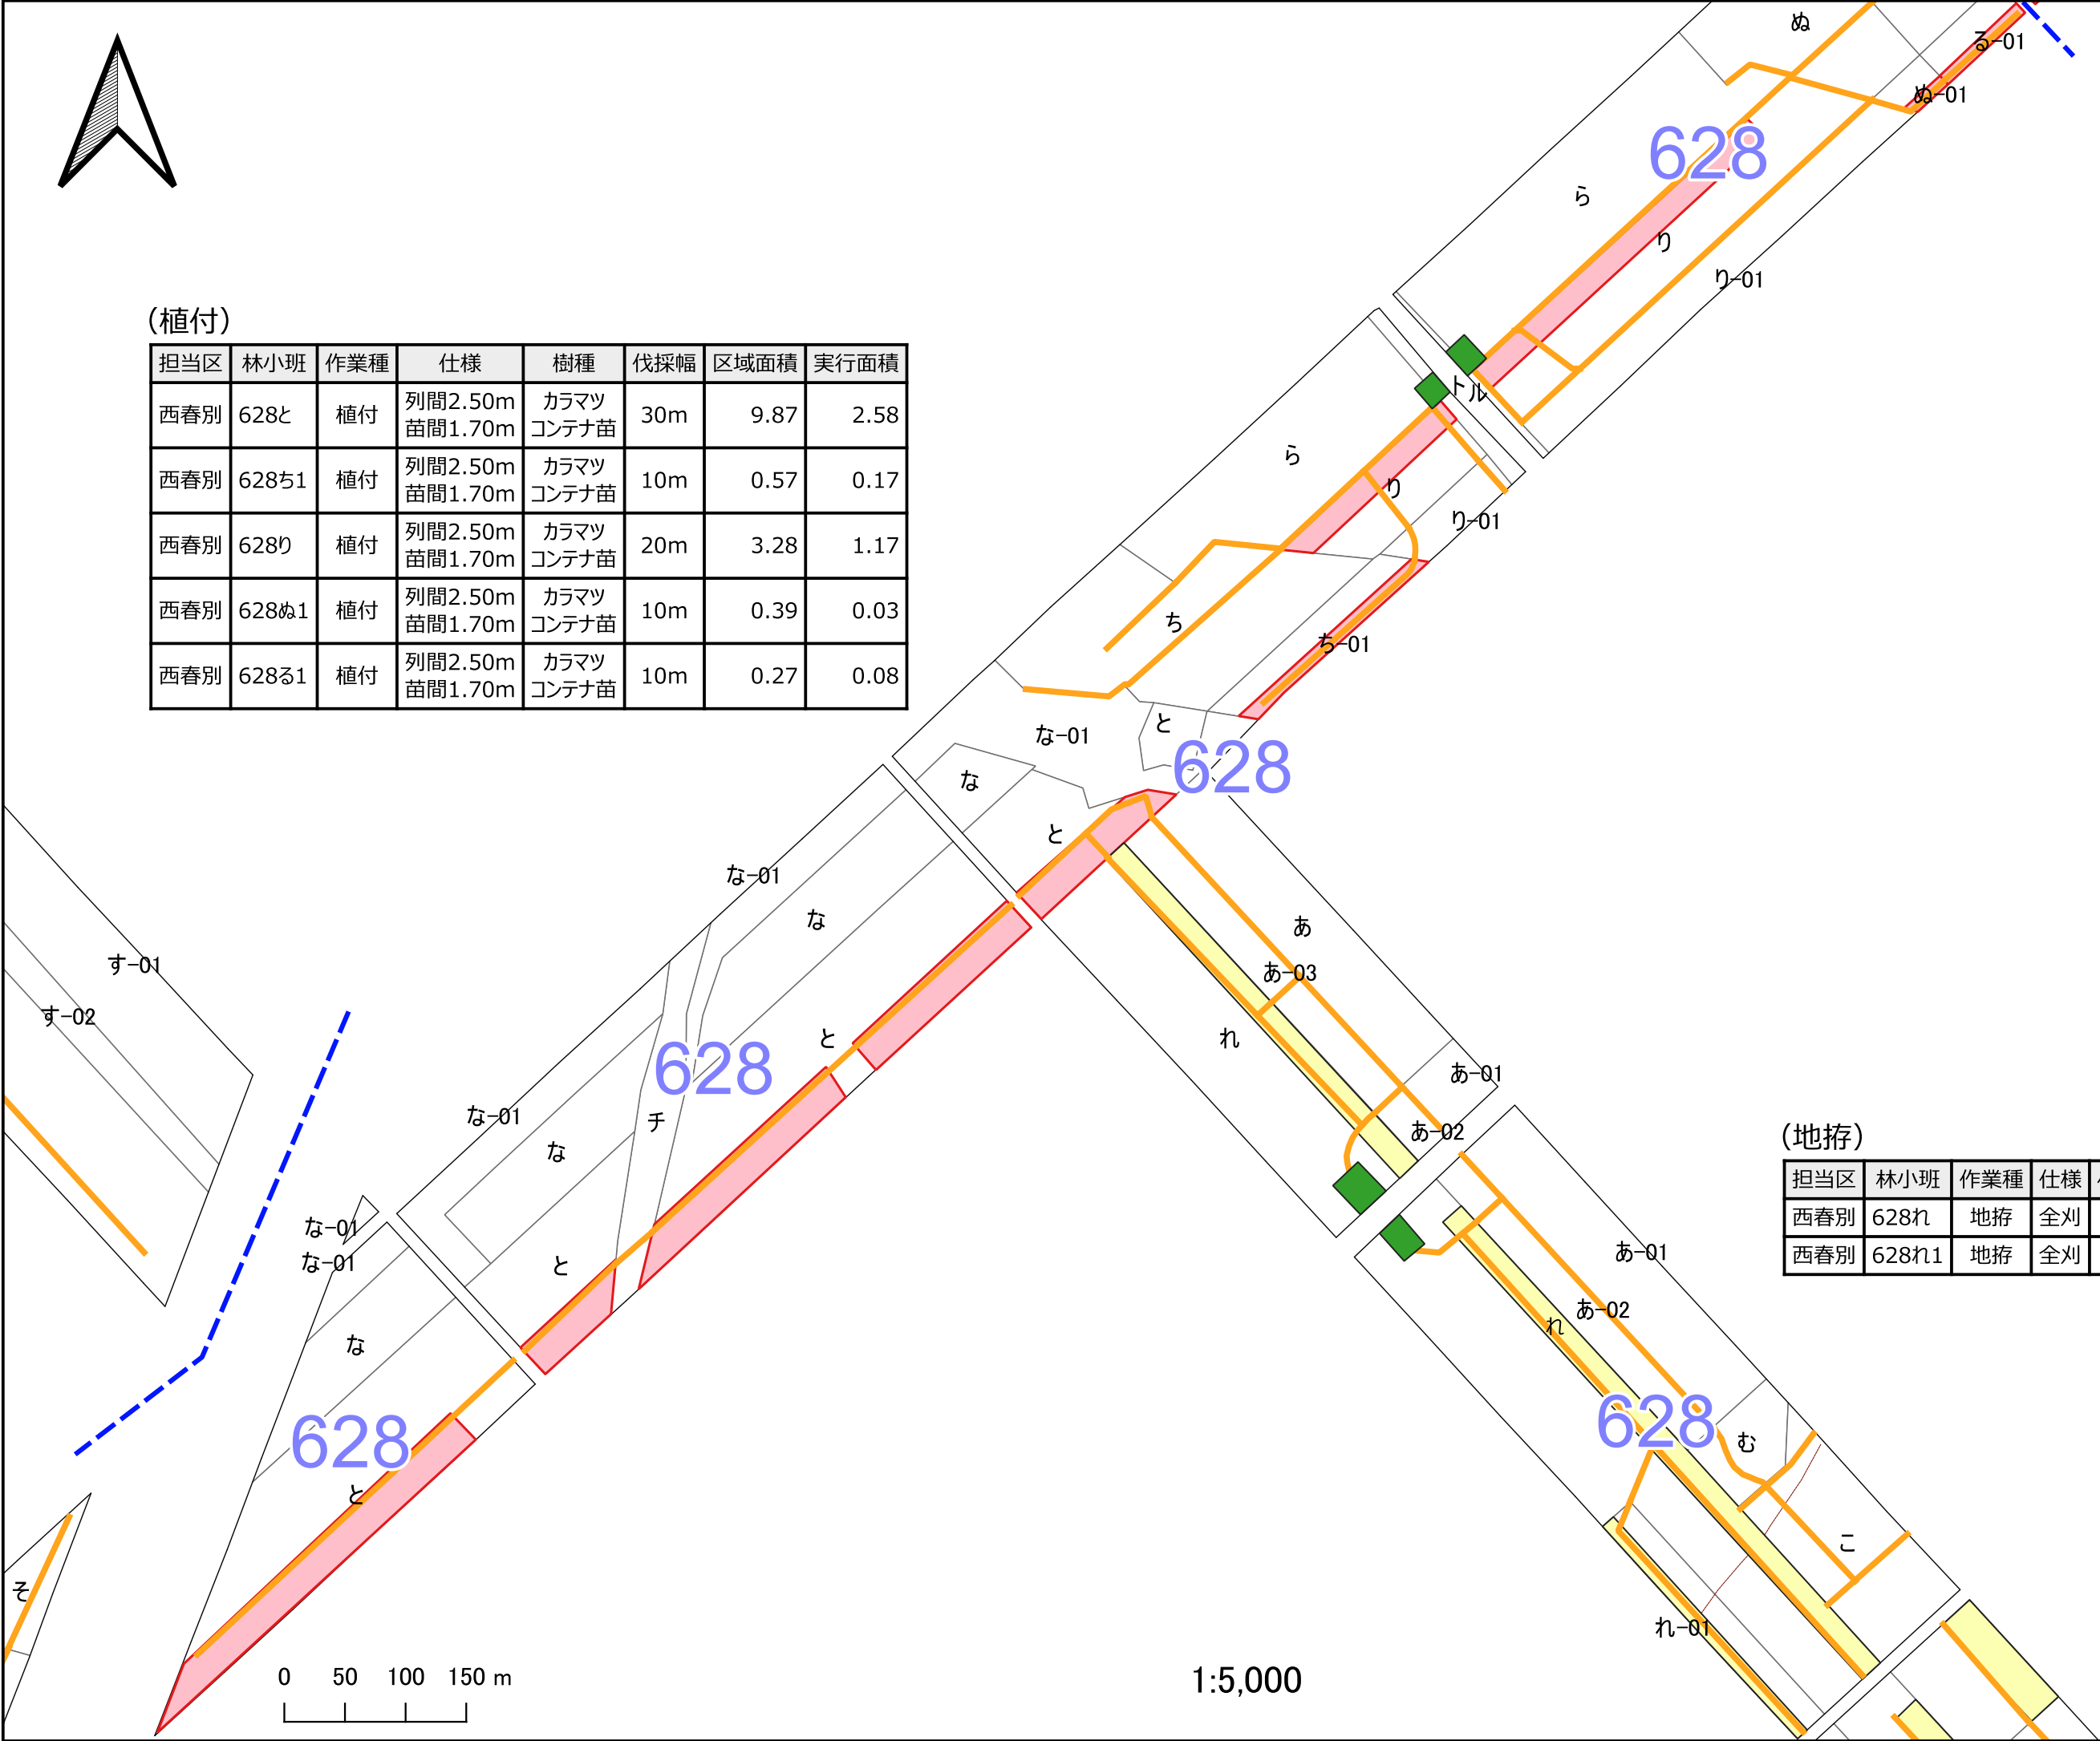 ぬ
る-01
ぬ-01
628
ら
り
り-01
（植付）
担当区 林小班 作業種 仕様 樹種 伐採幅 区域面積 実行面積
西春別 628と 植付 列間2.50m 苗間1.70m カラマツ コンテナ苗 30m 9.87 2.58
西春別 628ち1 植付 列間2.50m 苗間1.70m カラマツ コンテナ苗 10m 0.57 0.17
西春別 628り 植付 列間2.50m 苗間1.70m カラマツ コンテナ苗 20m 3.28 1.17
西春別 628ぬ1 植付 列間2.50m 苗間1.70m カラマツ コンテナ苗 10m 0.39 0.03
西春別 628る1 植付 列間2.50m 苗間1.70m カラマツ コンテナ苗 10m 0.27 0.08
トル
ら
り
り-01
ち
ち-01
と
な-01
628
な
と
な-01
な
あ
す-01
あ-03
す-02
と
れ
628
あ-01
な-01
チ
あ-02
な
（地拵）
担当区 林小班 作業種 仕様
西春別 628れ 地拵 全刈
西春別 628れ1 地拵 全刈
な-01
な-01
と
あ-01
あ-02
れ
な
628
628
む
と
こ
そ
れ-01
0 50 100 150 m
1:5,000